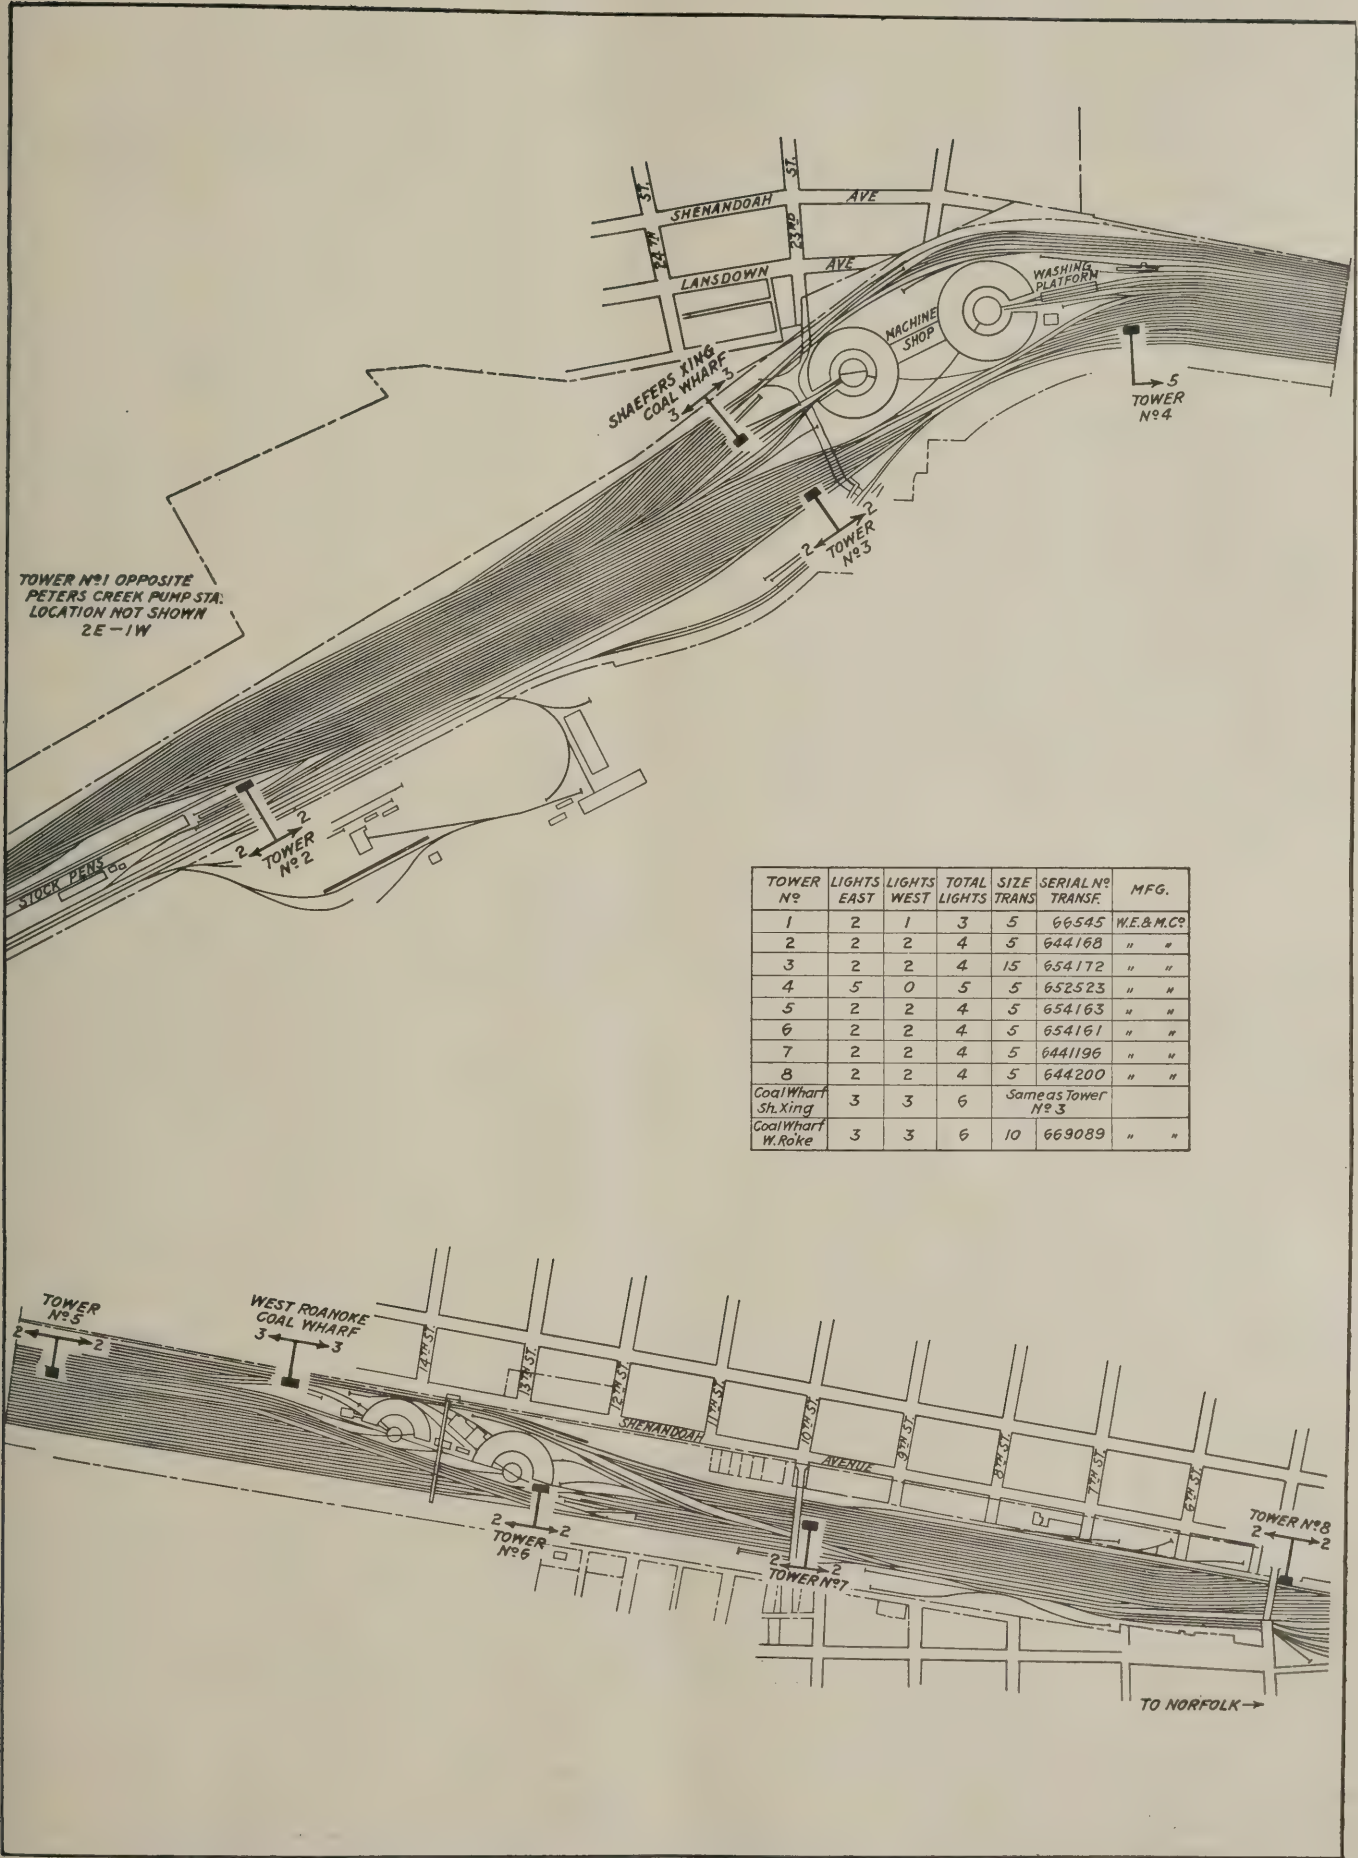 ST.
ST.
SHENANDOAH AVE
24TH
23RD
LANSDOWN AVE
WASHING
PLATFORM
MACHINE
SHOP
SHAEFERS XING
COAL WHARF
3 3
5
TOWER
Nº4
2 2
TOWER
Nº3
TOWER Nº1 OPPOSITE
PETERS CREEK PUMP STA.
LOCATION NOT SHOWN
2E-1W
2 2
TOWER
Nº2
STOCK PENS
TOWER Nº LIGHTS EAST LIGHTS WEST TOTAL LIGHTS SIZE TRANS SERIAL Nº TRANSF. MFG.
1 2 1 3 5 66545 W.E.& M.Cº
2 2 2 4 5 644168 " "
3 2 2 4 15 654172 " "
4 5 0 5 5 652523 " "
5 2 2 4 5 654163 " "
6 2 2 4 5 654161 " "
7 2 2 4 5 6441196 " "
8 2 2 4 5 644200 " "
Coal Wharf Sh. Xing 3 3 6 Same as Tower Nº 3
Coal Wharf W. Roke 3 3 6 10 669089 " "
TOWER
Nº5
2 2
WEST ROANOKE
COAL WHARF
3 3
14TH ST.
13TH ST.
12TH ST.
11TH ST.
10TH ST.
9TH ST.
8TH ST.
7TH ST.
6TH ST.
SHENANDOAH AVENUE
2 2
TOWER
Nº6
2 2
TOWER Nº7
TOWER Nº8
2 2
TO NORFOLK